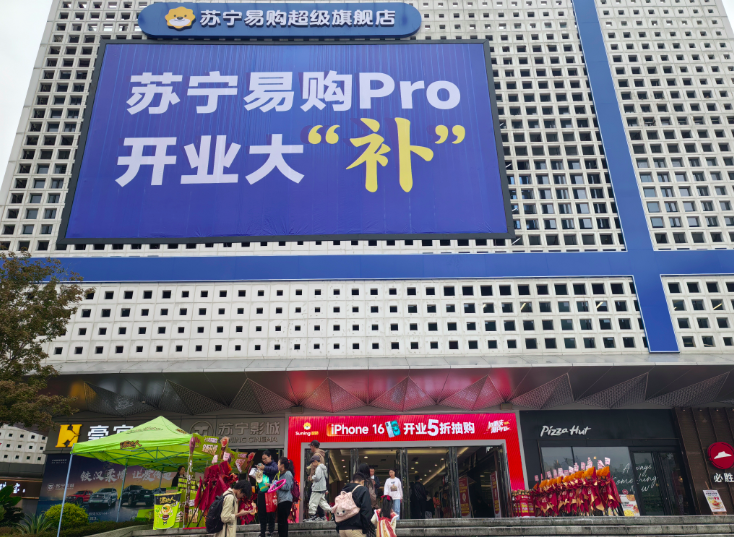 苏宁易购超级旗舰店
苏宁易购Pro
开业大“补”
苏宁影城
iPhone 16 开业5折抽购
Pizza Hut
必胜